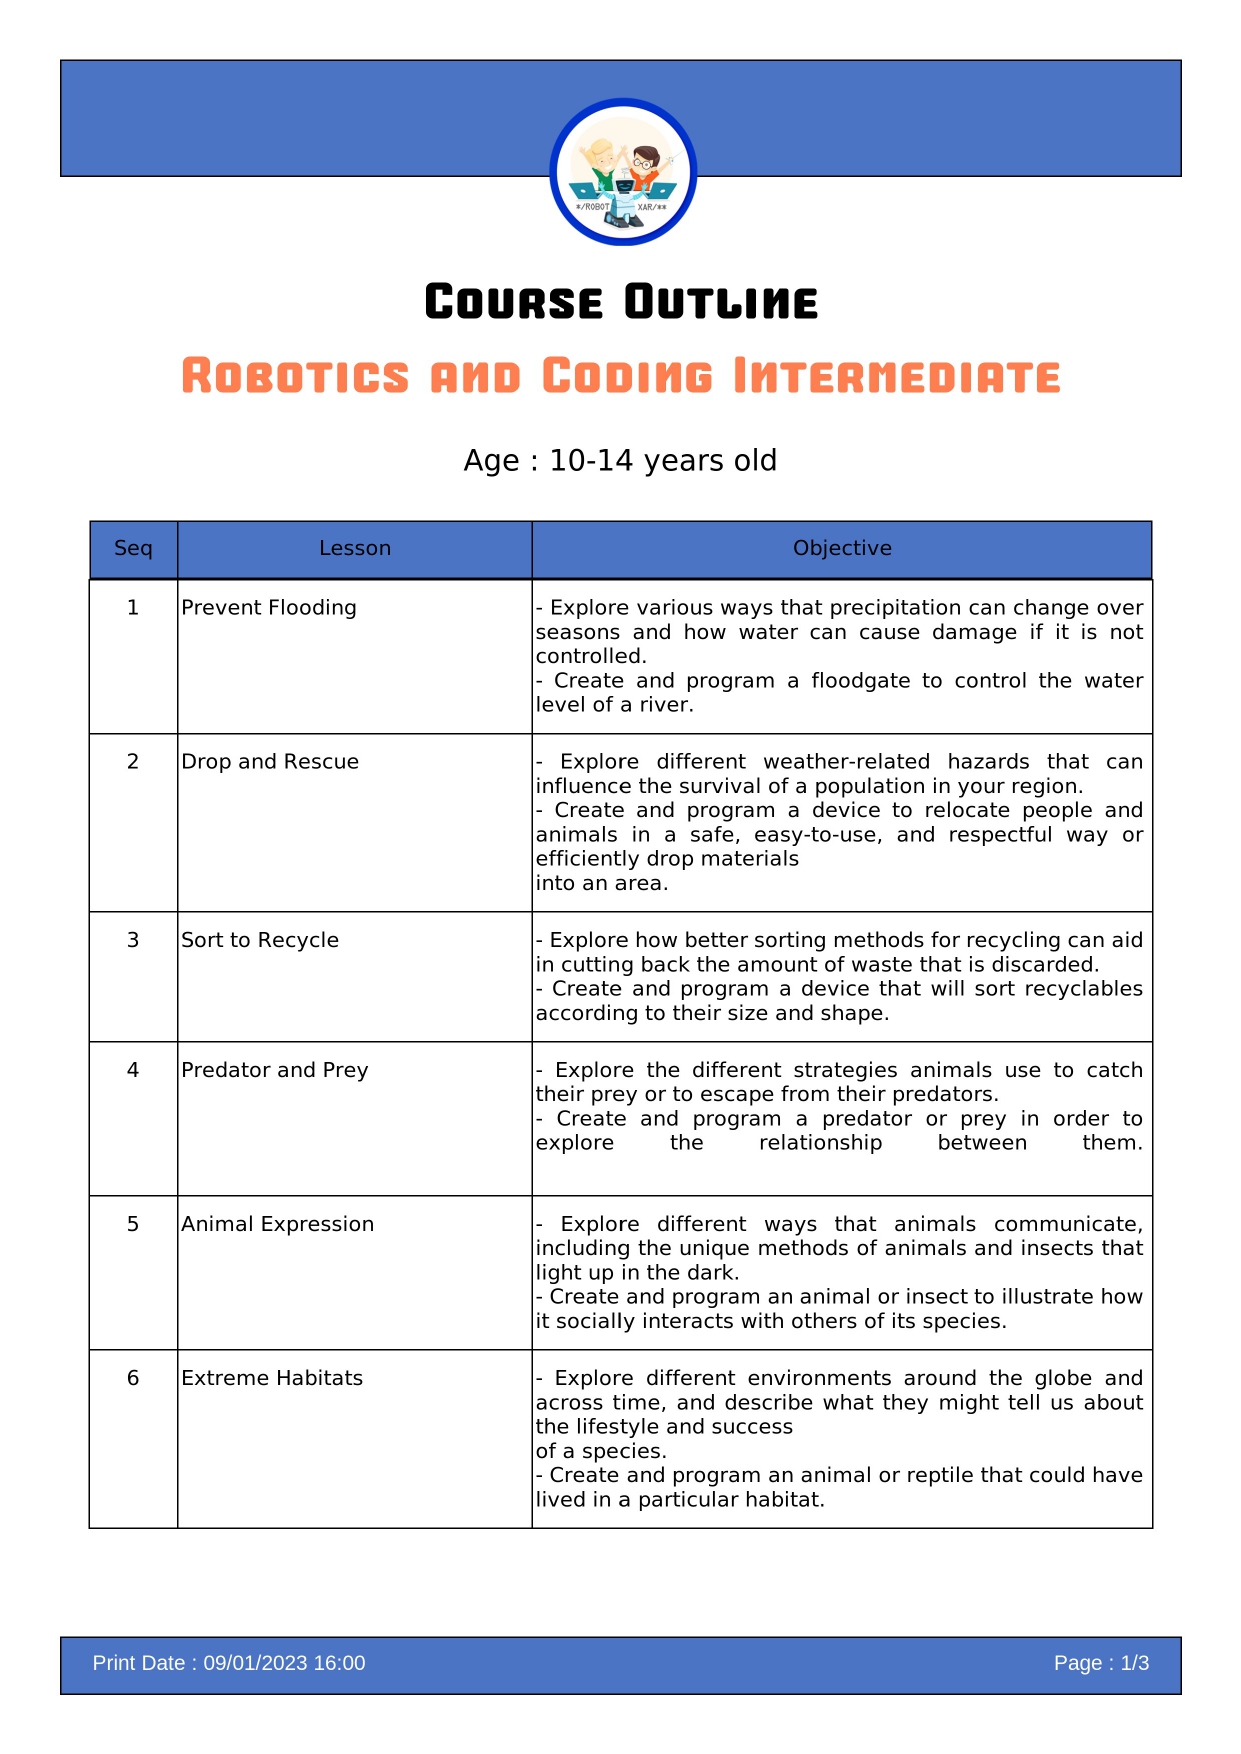 */ROBOT XAR/**
Course Outline
Robotics and Coding Intermediate
Age : 10-14 years old
Seq Lesson Objective
1 Prevent Flooding - Explore various ways that precipitation can change over
seasons and how water can cause damage if it is not
controlled.
- Create and program a floodgate to control the water
level of a river.
2 Drop and Rescue - Explore different weather-related hazards that can
influence the survival of a population in your region.
- Create and program a device to relocate people and
animals in a safe, easy-to-use, and respectful way or
efficiently drop materials
into an area.
3 Sort to Recycle - Explore how better sorting methods for recycling can aid
in cutting back the amount of waste that is discarded.
- Create and program a device that will sort recyclables
according to their size and shape.
4 Predator and Prey - Explore the different strategies animals use to catch
their prey or to escape from their predators.
- Create and program a predator or prey in order to
explore the relationship between them.
5 Animal Expression - Explore different ways that animals communicate,
including the unique methods of animals and insects that
light up in the dark.
- Create and program an animal or insect to illustrate how
it socially interacts with others of its species.
6 Extreme Habitats - Explore different environments around the globe and
across time, and describe what they might tell us about
the lifestyle and success
of a species.
- Create and program an animal or reptile that could have
lived in a particular habitat.
Print Date : 09/01/2023 16:00 Page : 1/3